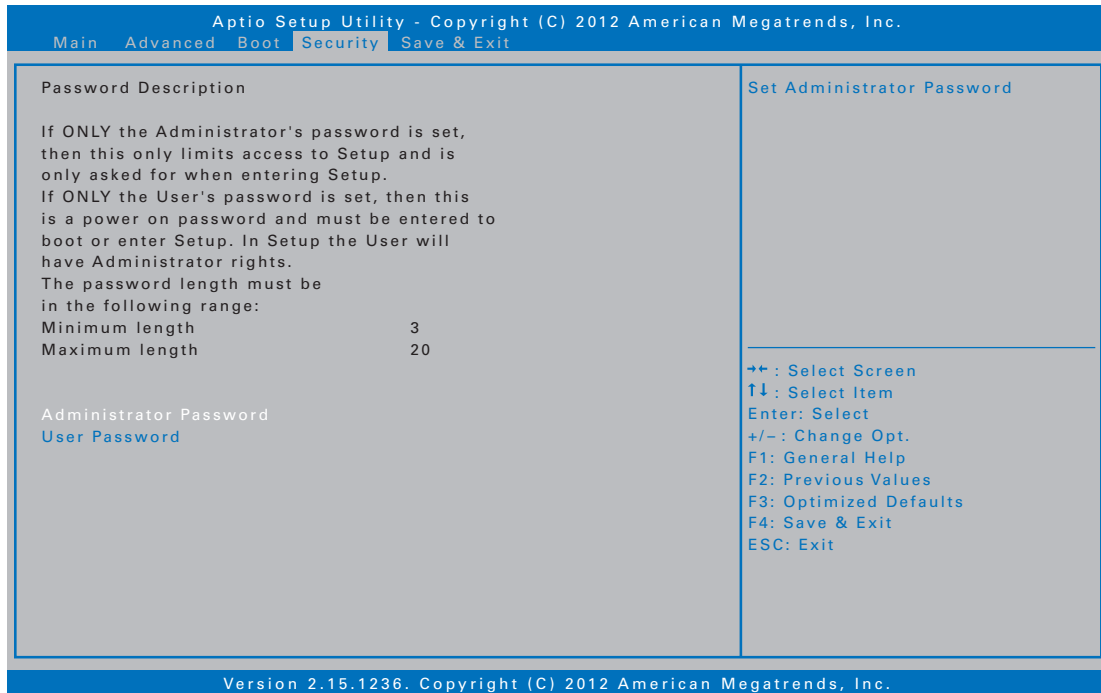 Aptio Setup Utility - Copyright (C) 2012 American Megatrends, Inc.
Main Advanced Boot Security Save & Exit
Password Description
If ONLY the Administrator's password is set,
then this only limits access to Setup and is
only asked for when entering Setup.
If ONLY the User's password is set, then this
is a power on password and must be entered to
boot or enter Setup. In Setup the User will
have Administrator rights.
The password length must be
in the following range:
Minimum length 3
Maximum length 20
Administrator Password
User Password
Set Administrator Password
→← : Select Screen
↑↓ : Select Item
Enter: Select
+/– : Change Opt.
F1: General Help
F2: Previous Values
F3: Optimized Defaults
F4: Save & Exit
ESC: Exit
Version 2.15.1236. Copyright (C) 2012 American Megatrends, Inc.